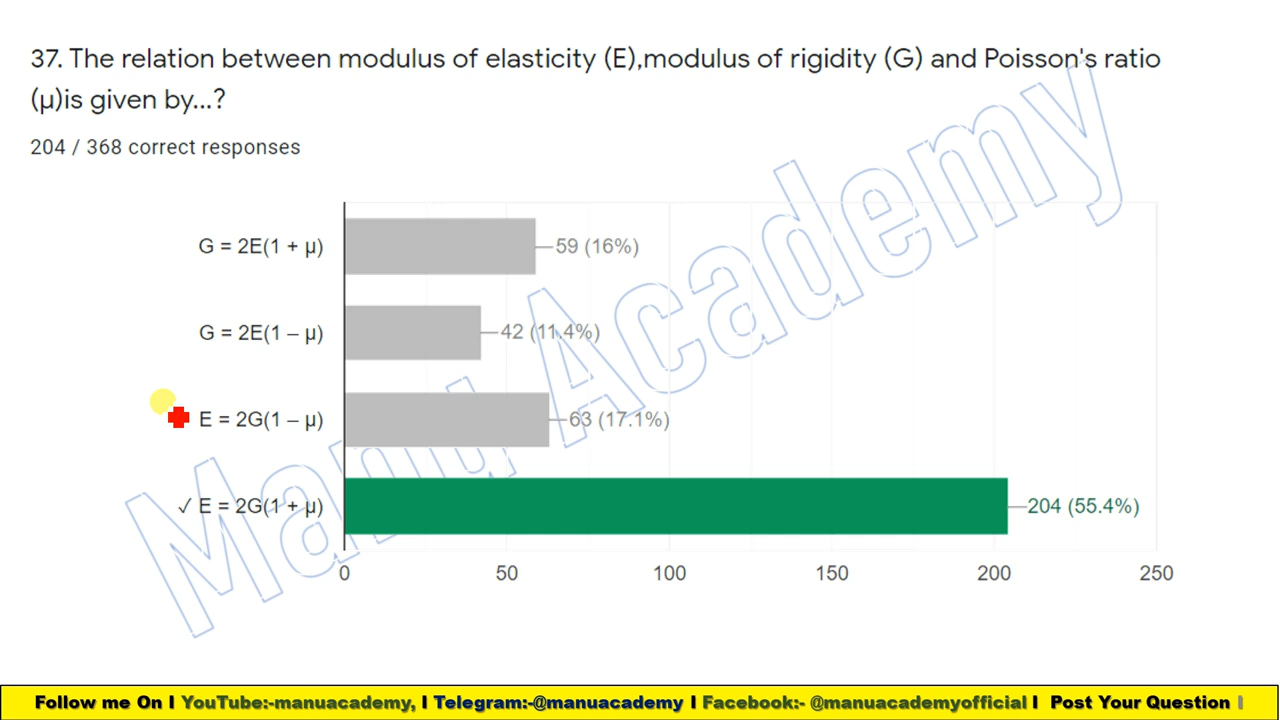 37. The relation between modulus of elasticity (E),modulus of rigidity (G) and Poisson's ratio
(μ)is given by...?
204 / 368 correct responses
G = 2E(1 + μ)
59 (16%)
G = 2E(1 – μ)
42 (11.4%)
E = 2G(1 – μ)
63 (17.1%)
✓ E = 2G(1 + μ)
204 (55.4%)
0 50 100 150 200 250
Manu Academy
Follow me On I YouTube:-manuacademy, I Telegram:-@manuacademy I Facebook:- @manuacademyofficial I Post Your Question I